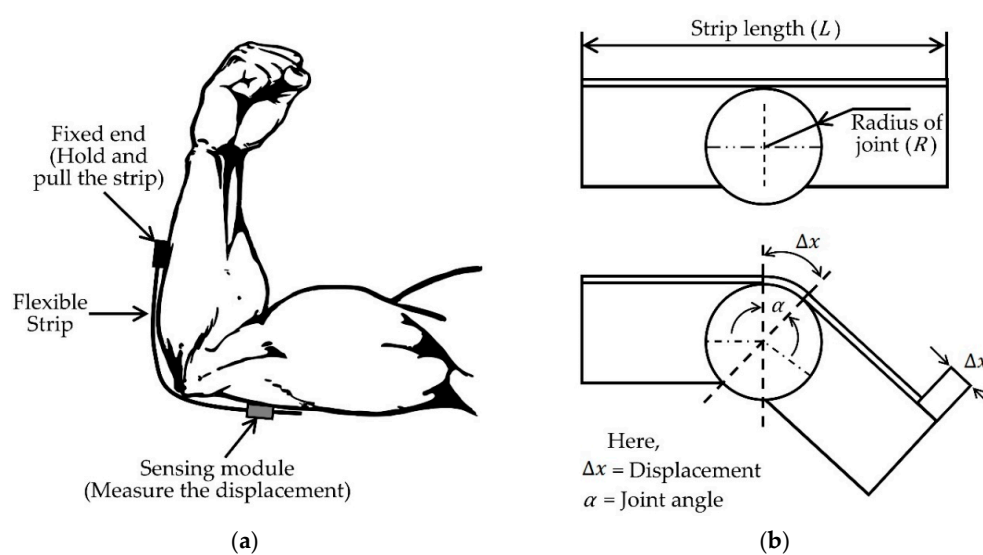 Fixed end
(Hold and
pull the strip)
Flexible
Strip
Sensing module
(Measure the displacement)
(a)
Strip length (L)
Radius of
joint (R)
Δx
α
Δx
Here,
Δx = Displacement
α = Joint angle
(b)